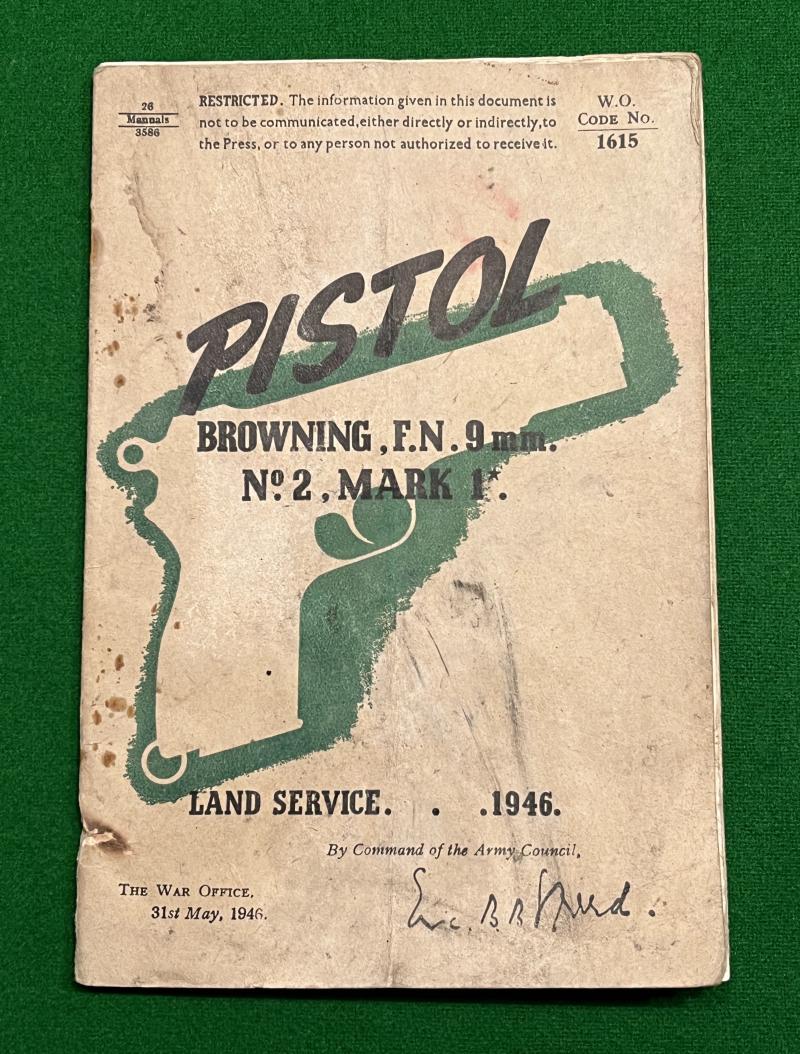 26
Manuals
3586
RESTRICTED. The information given in this document is
not to be communicated, either directly or indirectly, to
the Press, or to any person not authorized to receive it.
W.O.
CODE NO.
1615
PISTOL
BROWNING, F.N. 9 mm.
Nº 2, MARK 1*.
LAND SERVICE. . . 1946.
By Command of the Army Council,
THE WAR OFFICE,
31st May, 1946.
Eric B. B. Speed.